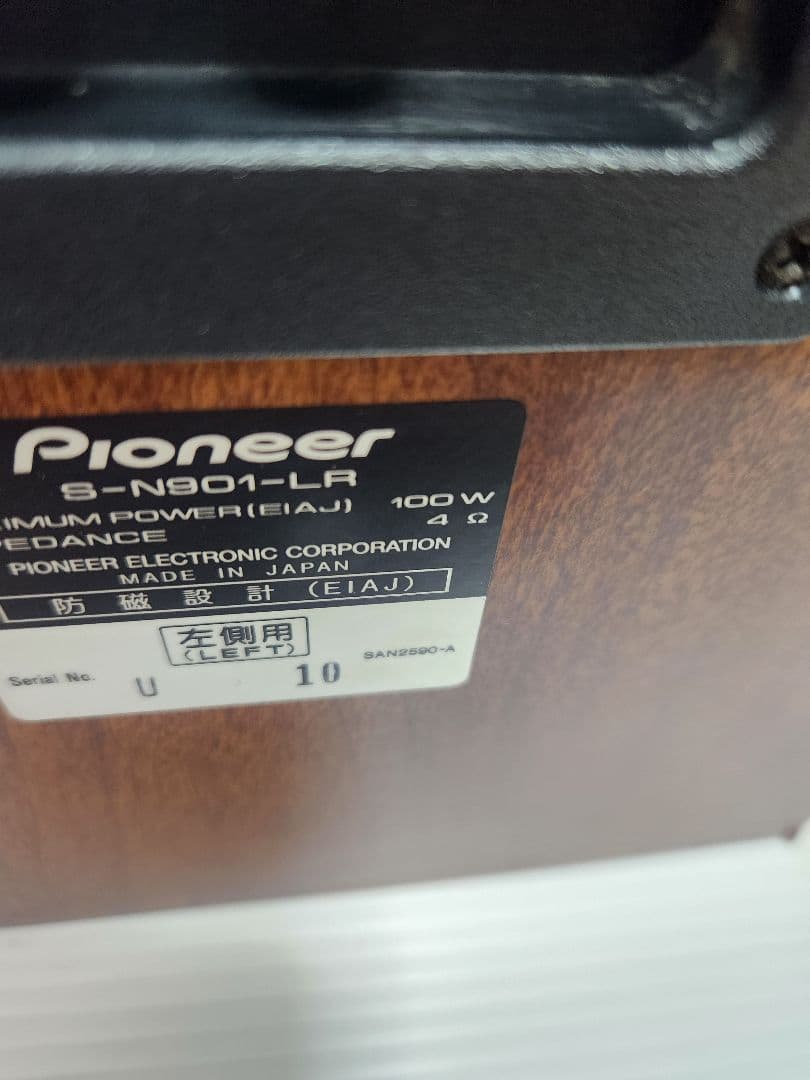 Pioneer
S-N901-LR
IMUM POWER(EIAJ) 100 W
EDANCE 4 Ω
PIONEER ELECTRONIC CORPORATION
MADE IN JAPAN
防磁設計(EIAJ)
左側用
(LEFT)
SAN2590-A
Serial No. U 10